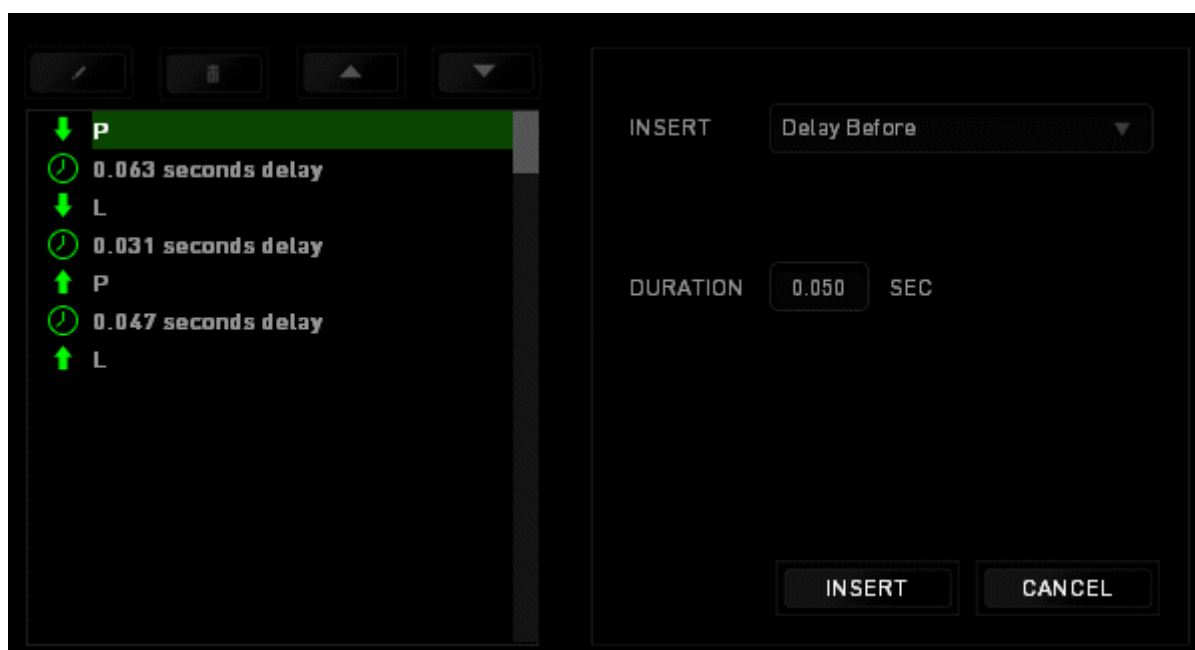 P
0.063 seconds delay
L
0.031 seconds delay
P
0.047 seconds delay
L
INSERT Delay Before
DURATION 0.050 SEC
INSERT CANCEL